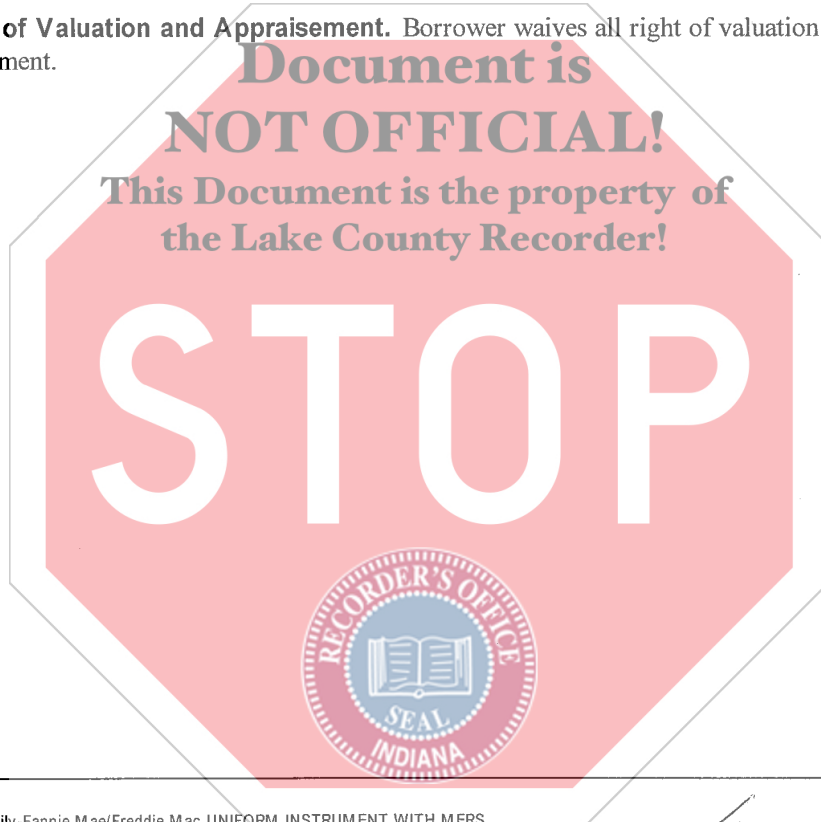 of Valuation and Appraisement. Borrower waives all right of valuation
ment.
Document is
NOT OFFICIAL!
This Document is the property of
the Lake County Recorder!
STOP
RECORDER'S OFFICE
SEAL
INDIANA
ily-Fannie Mae/Freddie Mac UNIFORM INSTRUMENT WITH MERS